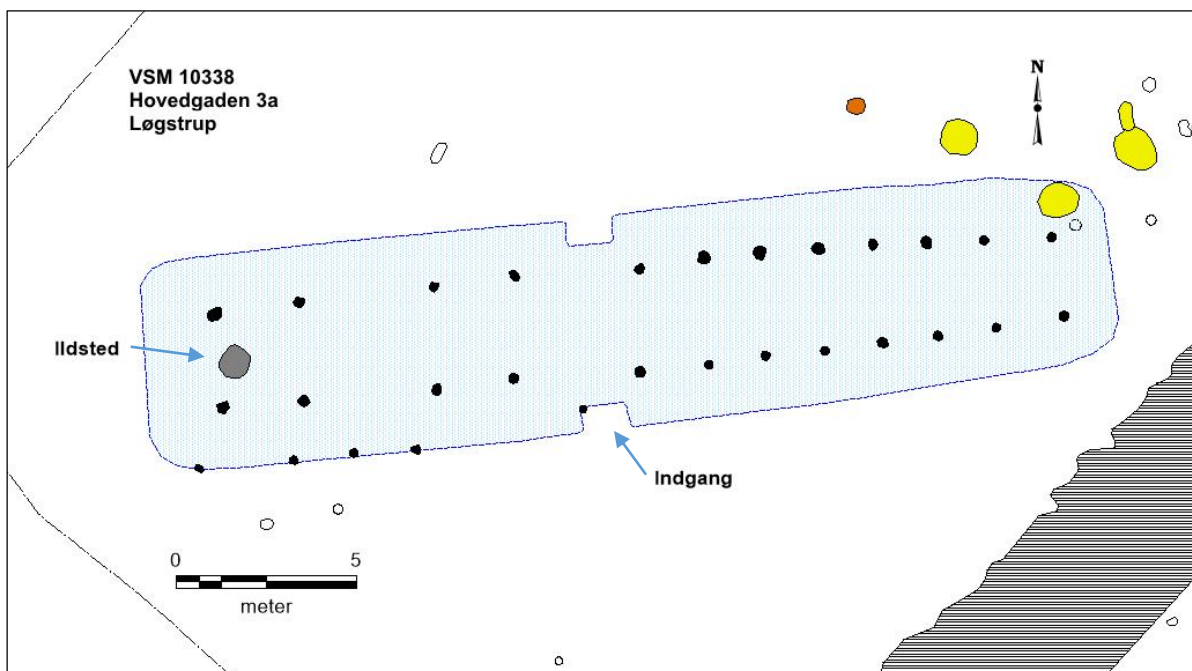 VSM 10338
Hovedgaden 3a
Løgstrup
N
Ildsted
Indgang
0 5
meter